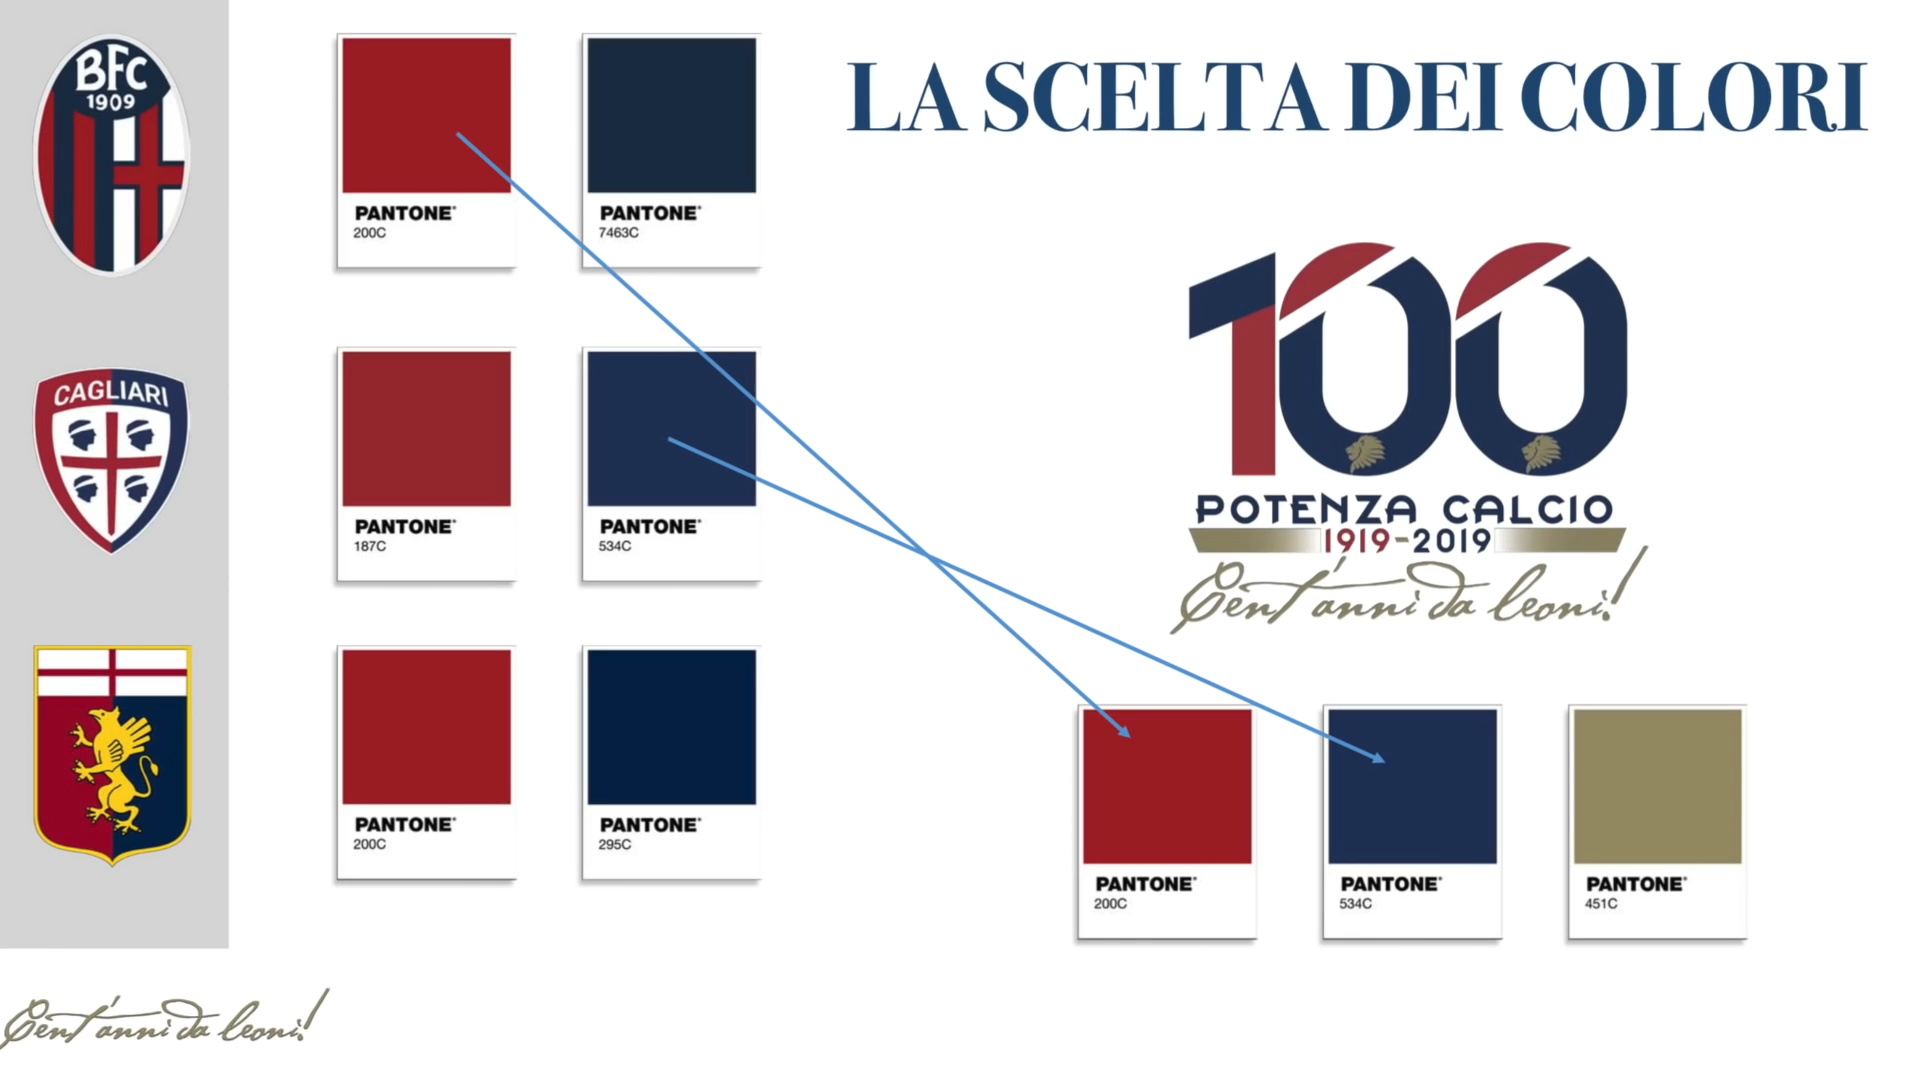 LA SCELTA DEI COLORI
BFC
1909
PANTONE®
200C
PANTONE®
7463C
CAGLIARI
PANTONE®
187C
PANTONE®
534C
PANTONE®
200C
PANTONE®
295C
100
POTENZA CALCIO
1919-2019
Cent'anni da leoni!
PANTONE®
200C
PANTONE®
534C
PANTONE®
451C
Cent'anni da leoni!